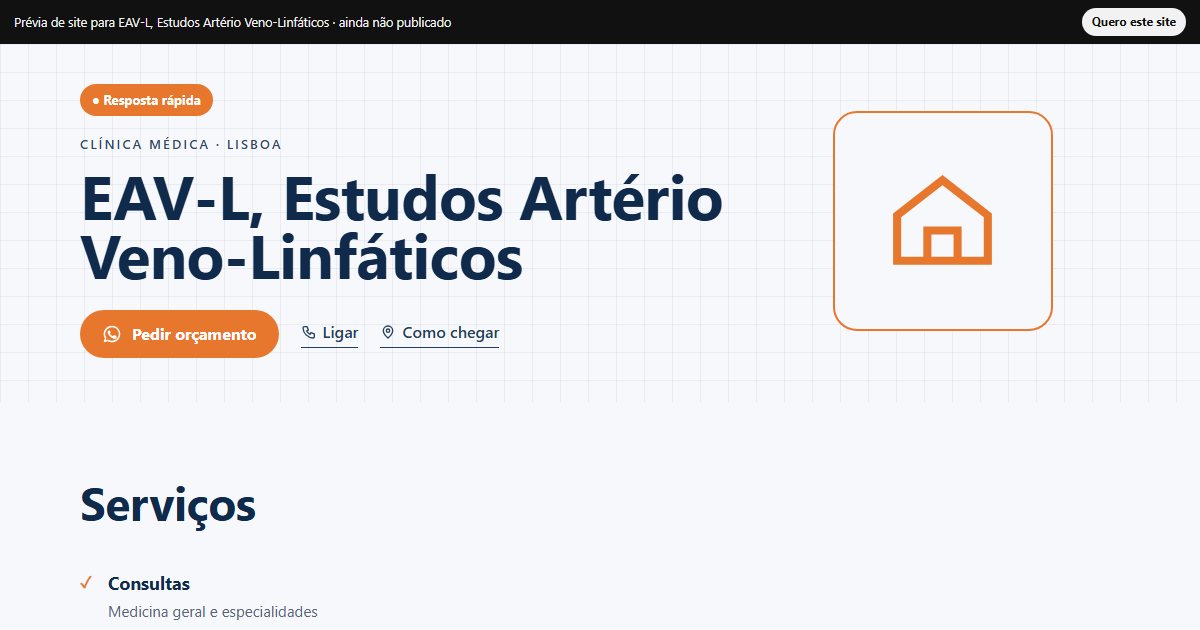 Prévia de site para EAV-L, Estudos Artério Veno-Linfáticos · ainda não publicado
Quero este site
Resposta rápida
CLÍNICA MÉDICA · LISBOA
EAV-L, Estudos Artério
Veno-Linfáticos
Pedir orçamento
Ligar
Como chegar
Serviços
Consultas
Medicina geral e especialidades